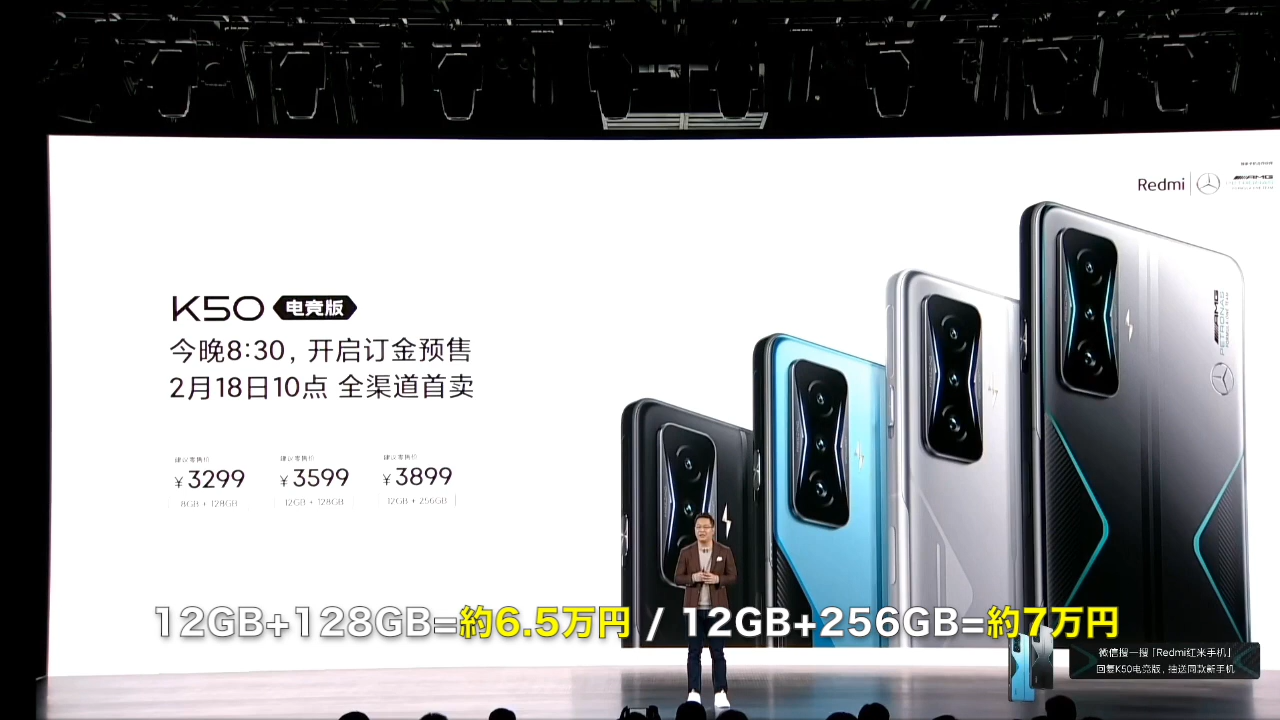 Redmi
AMG
K50 电竞版
今晚8:30，开启订金预售
2月18日10点 全渠道首卖
建议零售价 建议零售价 建议零售价
¥3299 ¥3599 ¥3899
8GB + 128GB 12GB + 128GB 12GB + 256GB
AMG
12GB+128GB=約6.5万円 / 12GB+256GB=約7万円
微信搜一搜「Redmi红米手机」
回复K50电竞版，抽送同款新手机